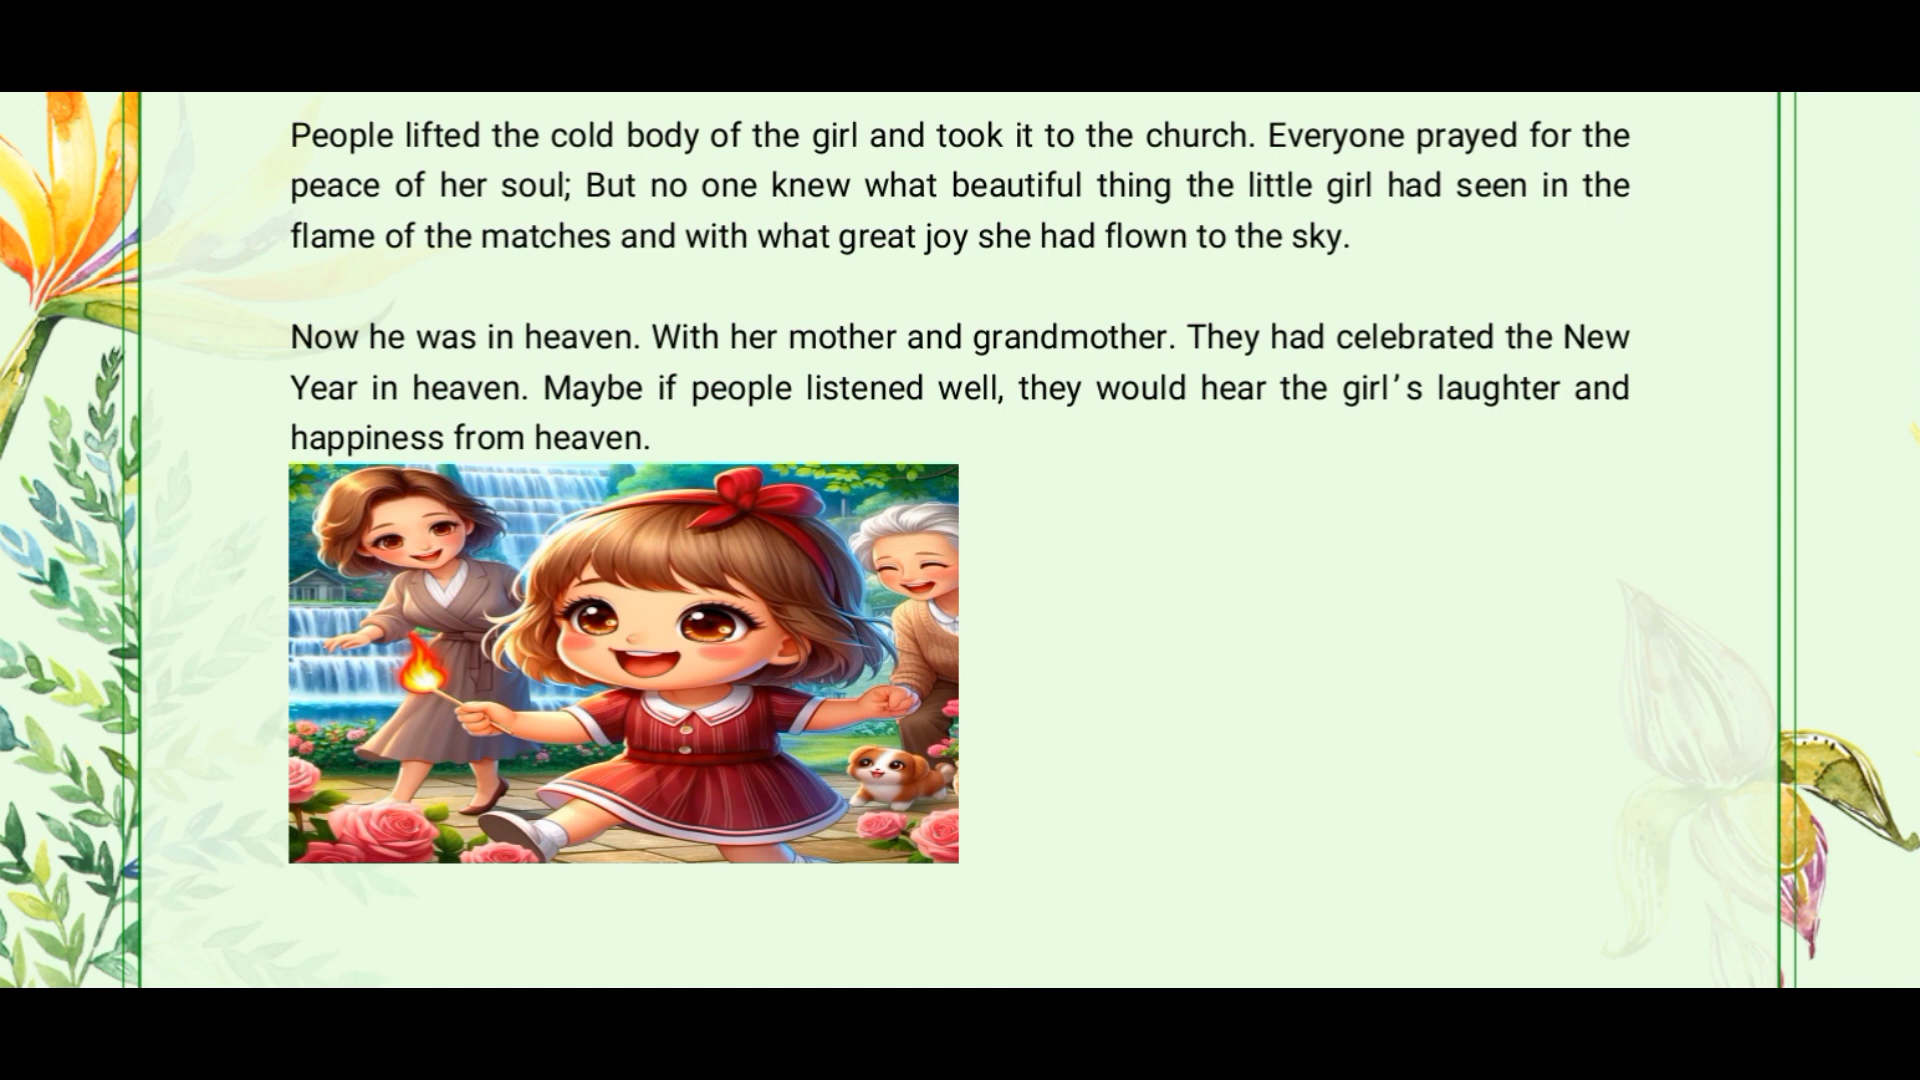 People lifted the cold body of the girl and took it to the church. Everyone prayed for the
peace of her soul; But no one knew what beautiful thing the little girl had seen in the
flame of the matches and with what great joy she had flown to the sky.
Now he was in heaven. With her mother and grandmother. They had celebrated the New
Year in heaven. Maybe if people listened well, they would hear the girl’s laughter and
happiness from heaven.